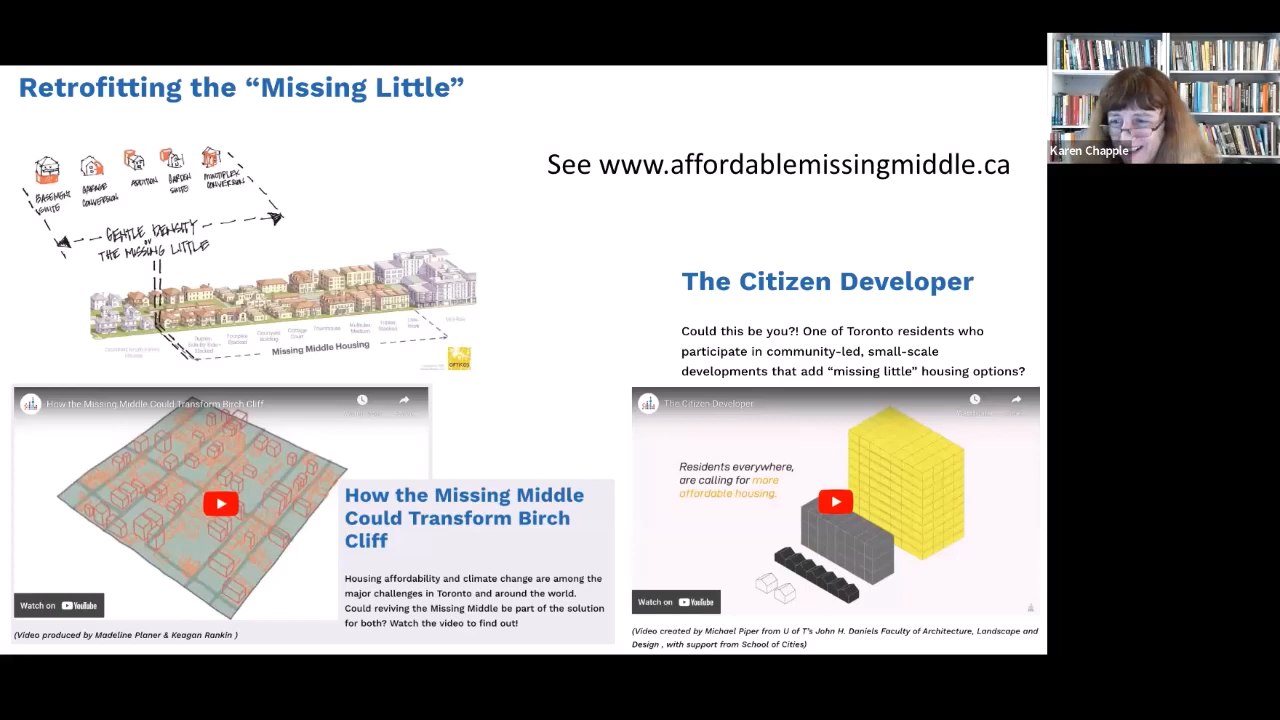 Retrofitting the “Missing Little”
See www.affordablemissingmiddle.ca
Karen Chapple
BASEMENT SUITE
GARAGE CONVERSION
ADDITION
GARDEN SUITE
MULTIPLEX CONVERSION
GENTLE DENSITY
OR
THE MISSING LITTLE
Missing Middle Housing
OPTICOS
The Citizen Developer
Could this be you?! One of Toronto residents who
participate in community-led, small-scale
developments that add “missing little” housing options?
How the Missing Middle Could Transform Birch Cliff
Watch on YouTube
(Video produced by Madeline Planer & Keagan Rankin )
How the Missing Middle
Could Transform Birch
Cliff
Housing affordability and climate change are among the
major challenges in Toronto and around the world.
Could reviving the Missing Middle be part of the solution
for both? Watch the video to find out!
The Citizen Developer
Residents everywhere,
are calling for more
affordable housing.
Watch on YouTube
(Video created by Michael Piper from U of T’s John H. Daniels Faculty of Architecture, Landscape and
Design , with support from School of Cities)